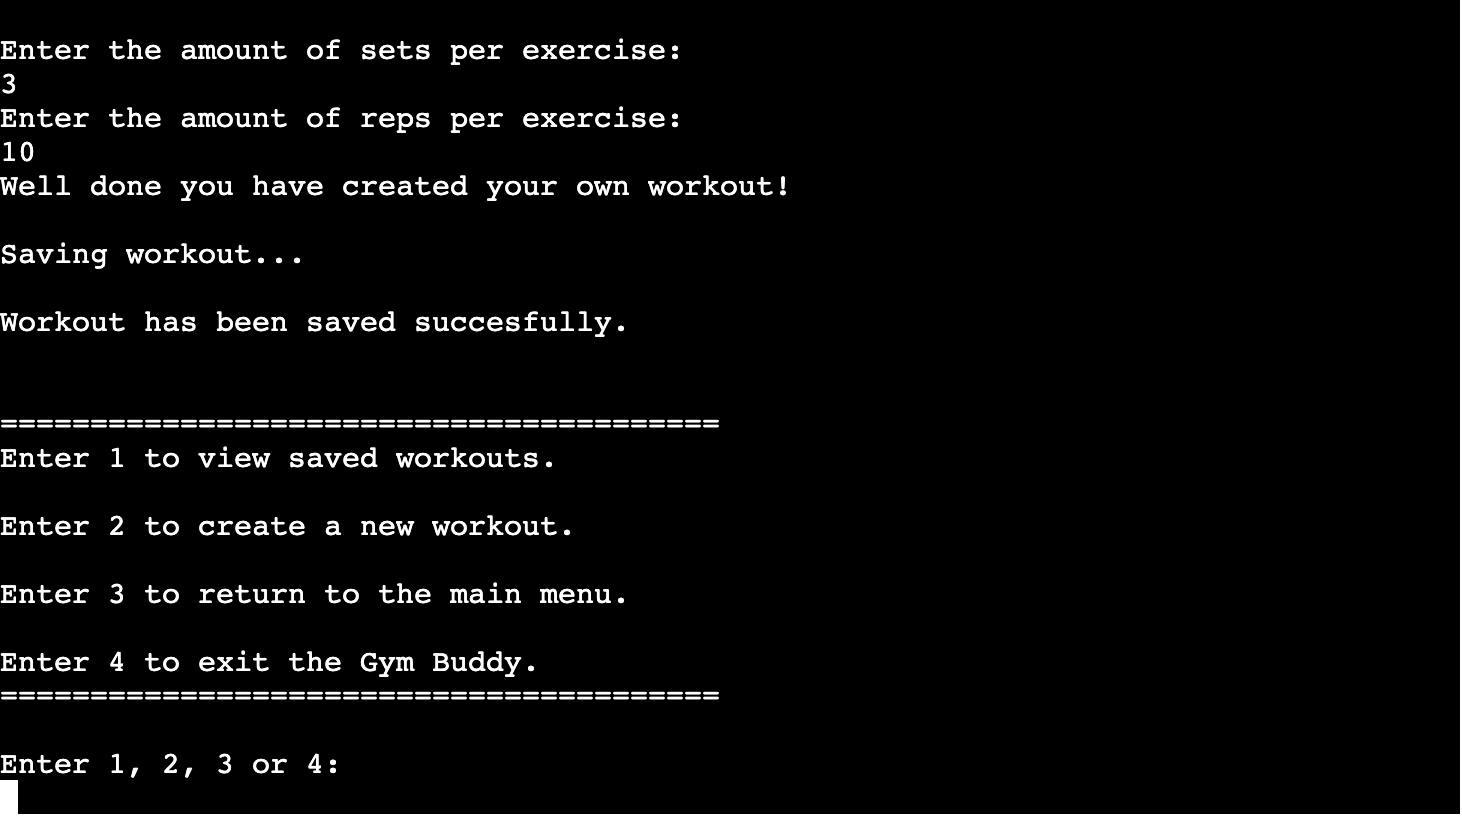 Enter the amount of sets per exercise:
3
Enter the amount of reps per exercise:
10
Well done you have created your own workout!
Saving workout...
Workout has been saved succesfully.
========================================
Enter 1 to view saved workouts.
Enter 2 to create a new workout.
Enter 3 to return to the main menu.
Enter 4 to exit the Gym Buddy.
========================================
Enter 1, 2, 3 or 4: